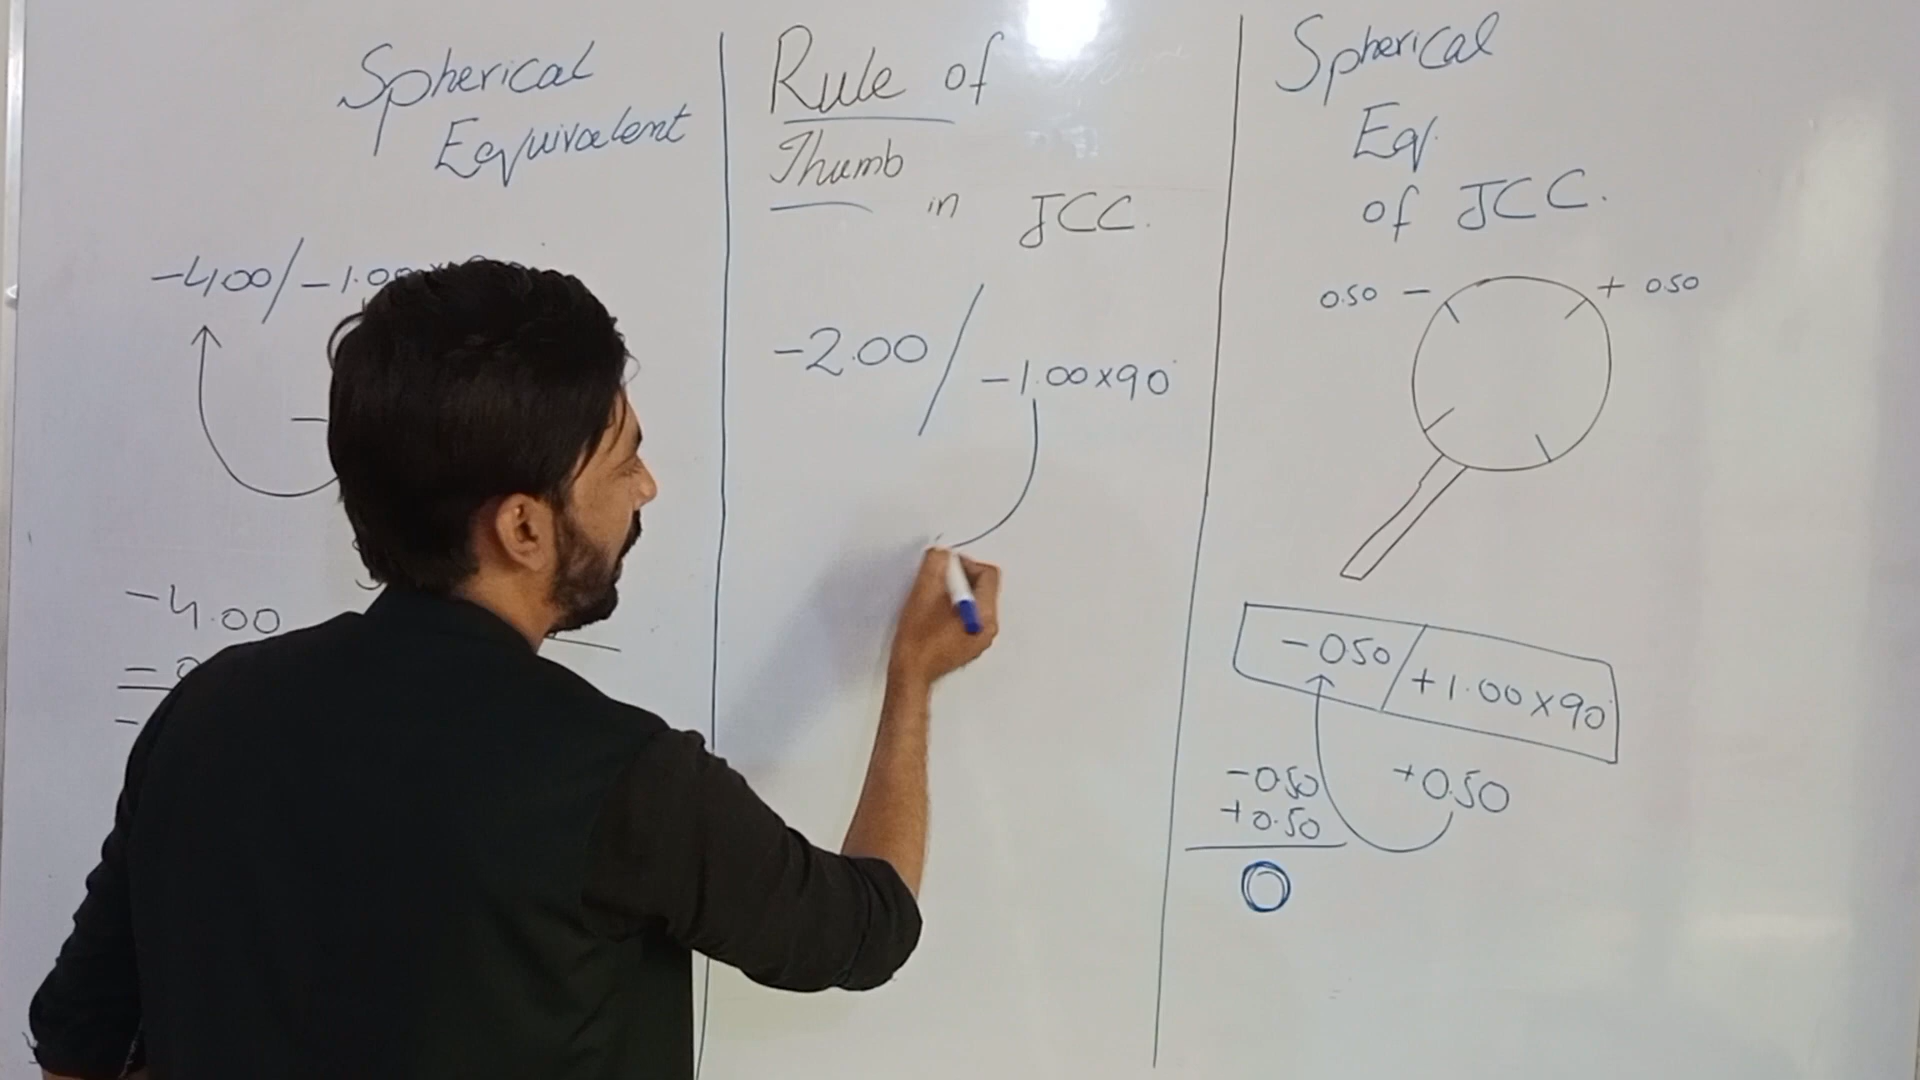 Spherical
Equivalent
-4.00/-1.00
-4.00
Rule of
Thumb
in JCC.
-2.00/-1.00x90°
Spherical
Eq.
of JCC.
0.50 - + 0.50
-0.50/+1.00x90°
-0.50 +0.50
+0.50
0